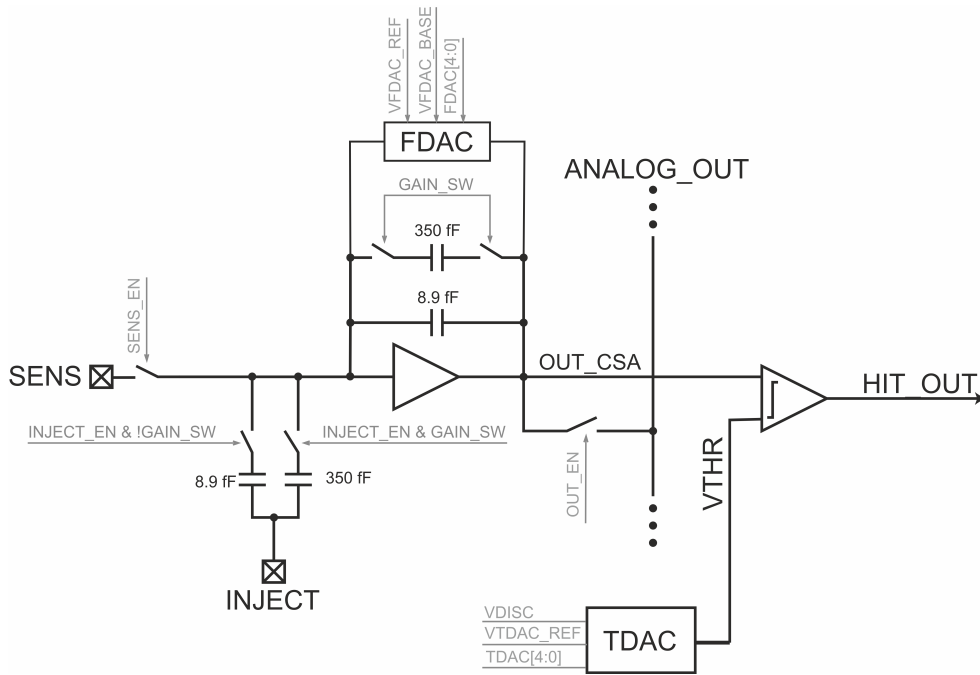 VFDAC_REF
VFDAC_BASE
FDAC[4:0]
FDAC
GAIN_SW
350 fF
8.9 fF
ANALOG_OUT
SENS_EN
SENS
OUT_CSA
HIT_OUT
INJECT_EN & !GAIN_SW
INJECT_EN & GAIN_SW
8.9 fF
350 fF
OUT_EN
VTHR
INJECT
VDISC
VTDAC_REF
TDAC[4:0]
TDAC